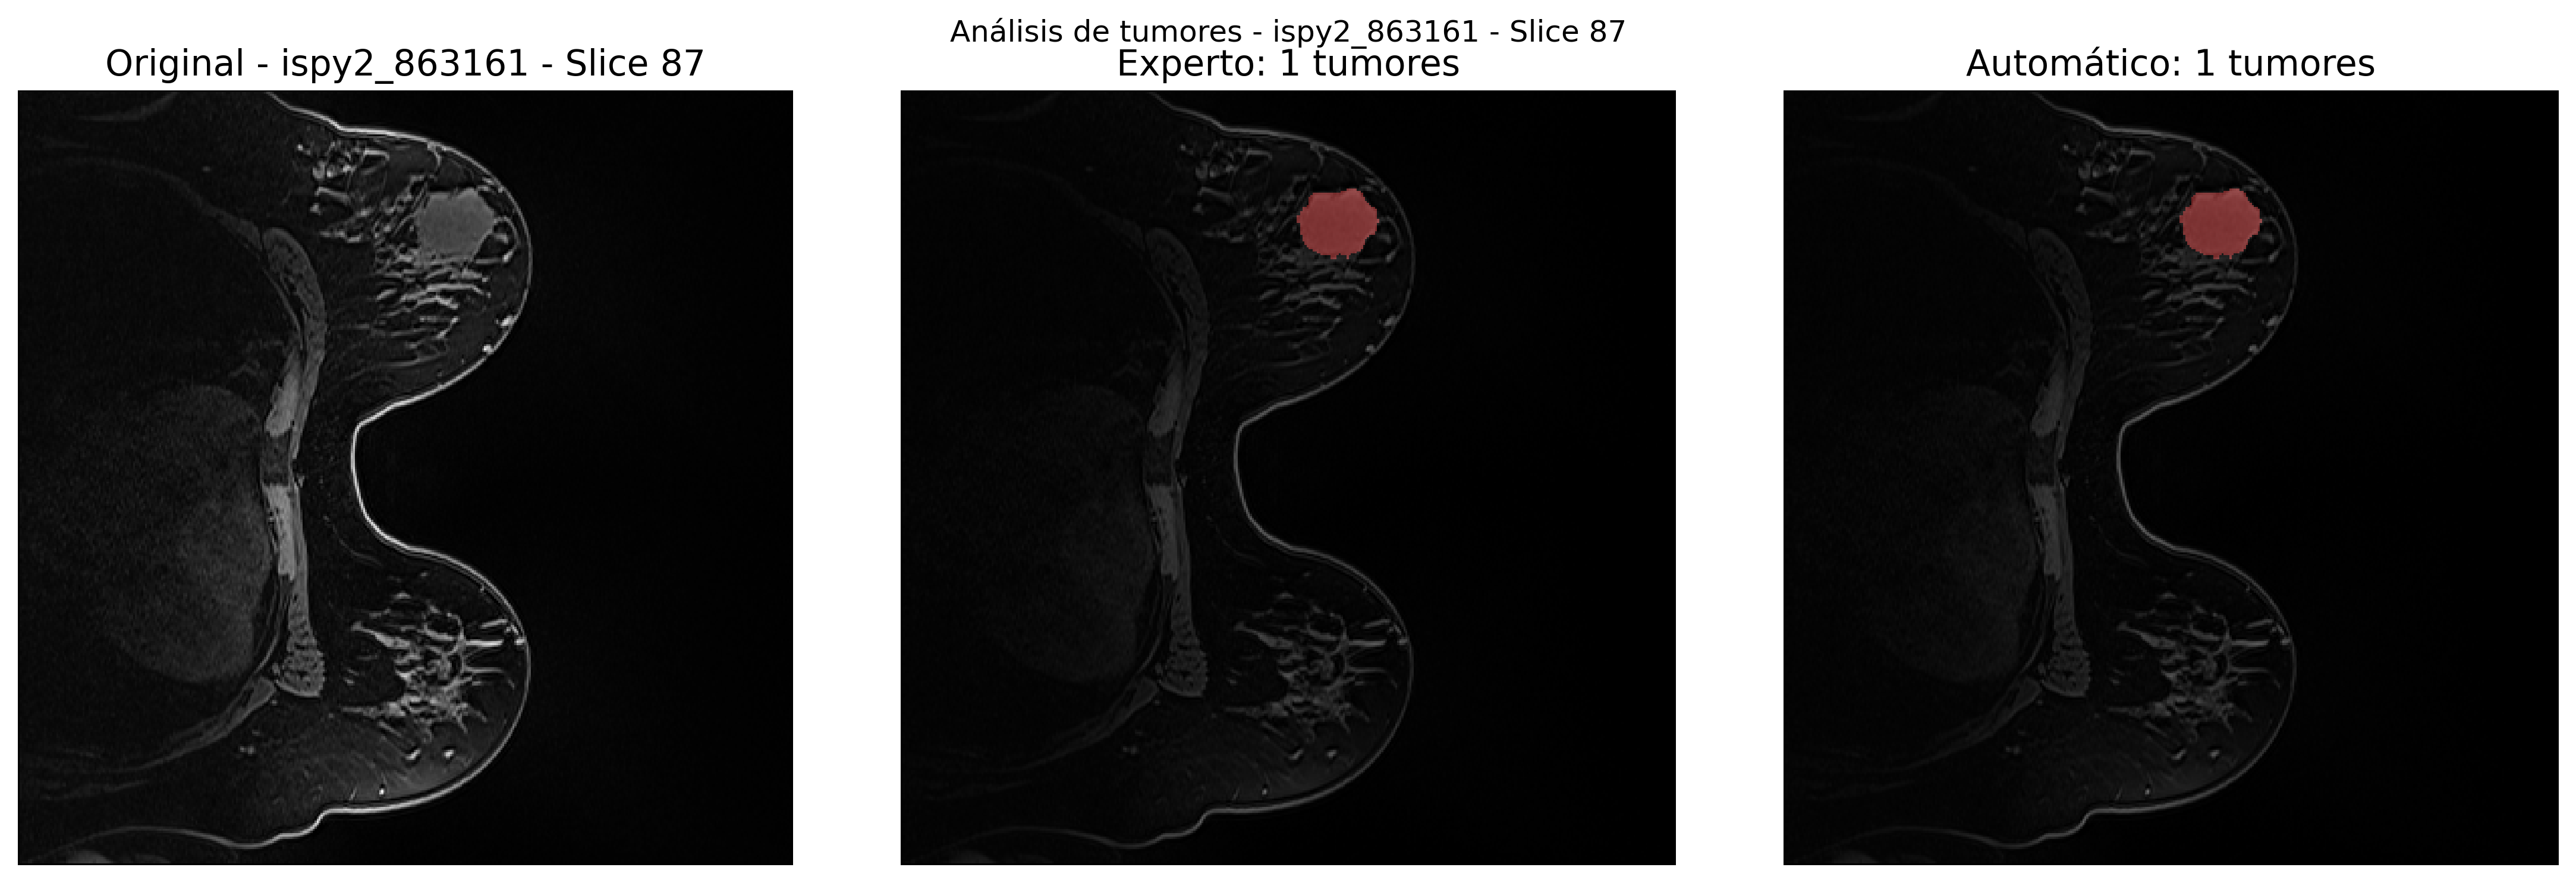 Análisis de tumores - ispy2_863161 - Slice 87
Original - ispy2_863161 - Slice 87
Experto: 1 tumores
Automático: 1 tumores